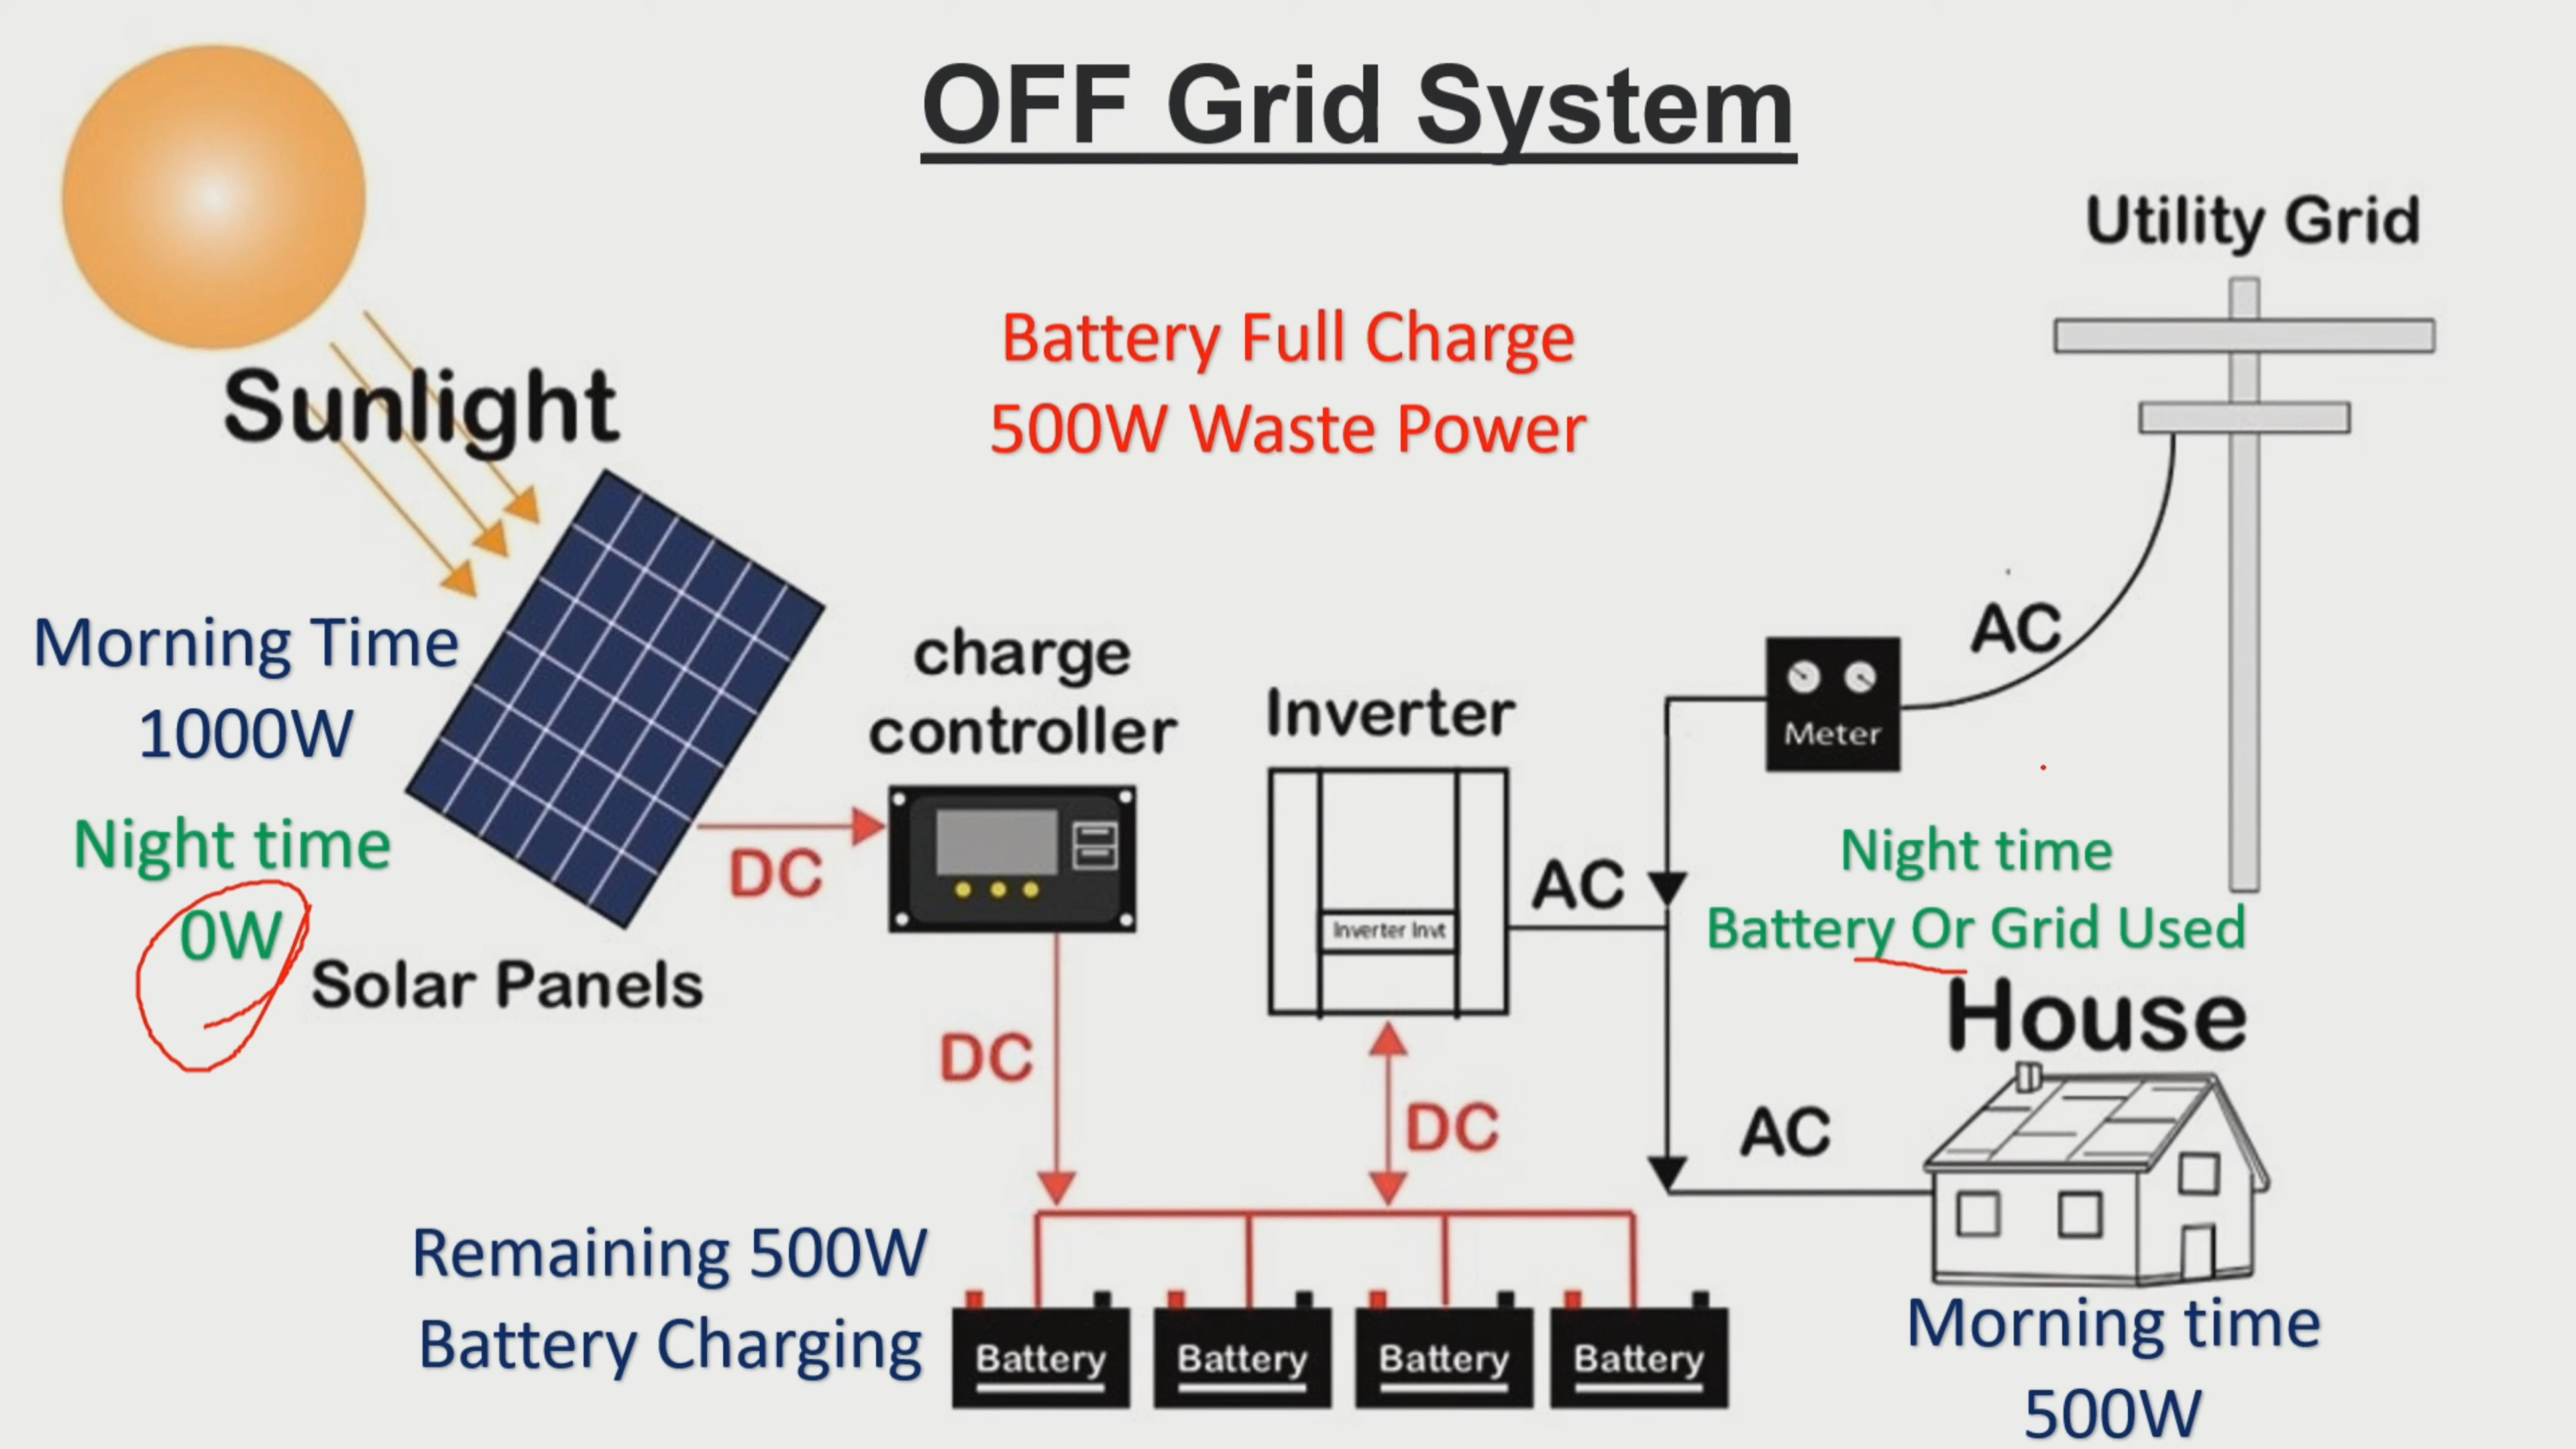 OFF Grid System
Utility Grid
Battery Full Charge
500W Waste Power
Sunlight
Morning Time
1000W
Night time
0W
Solar Panels
DC
charge
controller
DC
Inverter
Inverter Invt
AC
DC
Meter
AC
Night time
Battery Or Grid Used
House
AC
Remaining 500W
Battery Charging
Battery
Battery
Battery
Battery
Morning time
500W